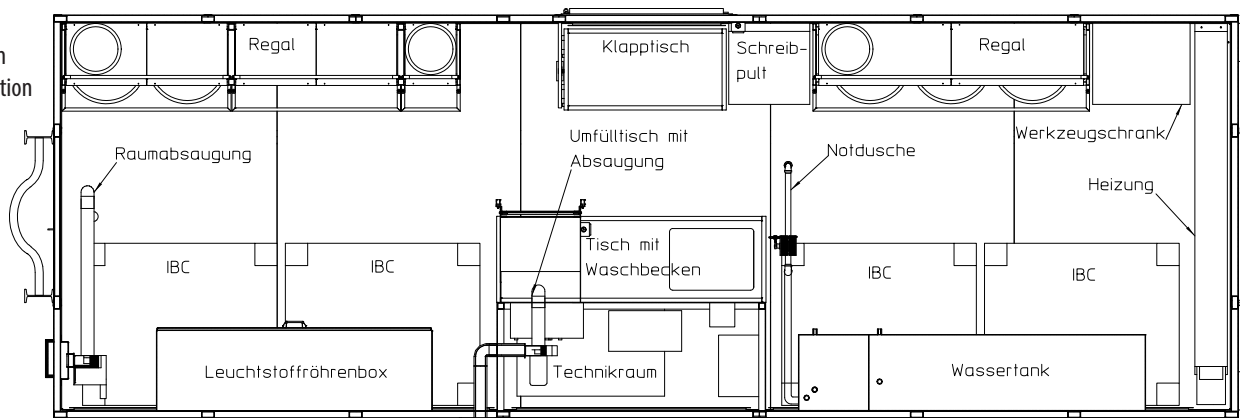 tion
Regal
Klapptisch
Schreib-
pult
Regal
Werkzeugschrank
Raumabsaugung
Umfülltisch mit
Absaugung
Notdusche
Heizung
Tisch mit
Waschbecken
IBC
IBC
IBC
IBC
Leuchtstoffröhrenbox
Technikraum
Wassertank